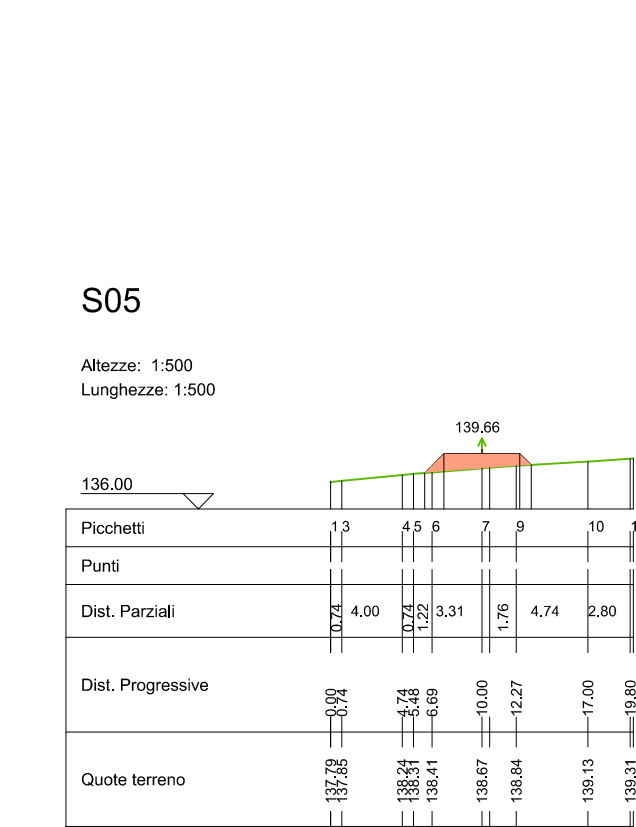 S05
Altezze: 1:500
Lunghezze: 1:500
139.66
136.00
Picchetti 1 3 4 5 6 7 9 10 1
Punti
Dist. Parziali 0.74 4.00 0.74 1.22 3.31 1.76 4.74 2.80
Dist. Progressive 0.00 0.74 4.74 5.48 6.69 10.00 12.27 17.00 19.80
Quote terreno 137.79 137.85 138.24 138.31 138.41 138.67 138.84 139.13 139.31